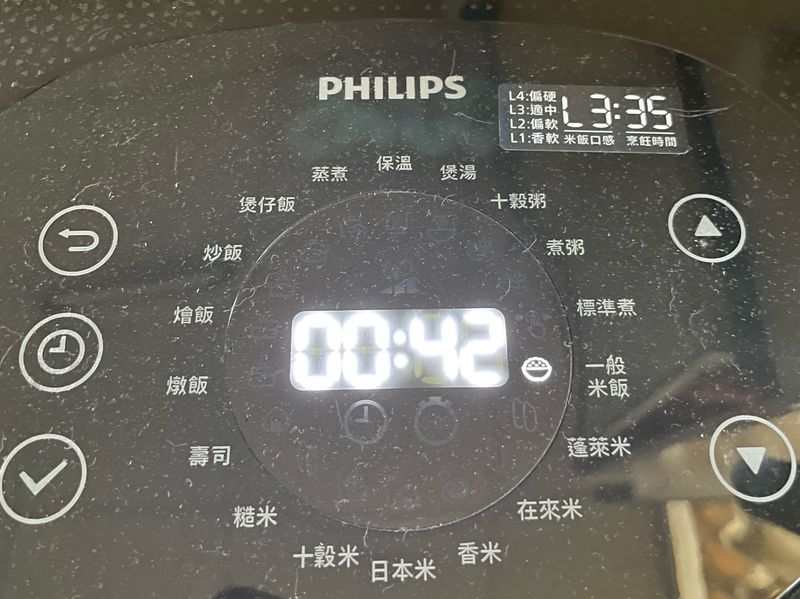 PHILIPS
L4:偏硬
L3:適中
L2:偏軟
L1:香軟
L3:35
米飯口感 烹飪時間
保溫
煲湯
十穀粥
煮粥
標準煮
一般
米飯
蓬萊米
在來米
香米
日本米
十穀米
糙米
壽司
燉飯
燴飯
炒飯
煲仔飯
蒸煮
00:42